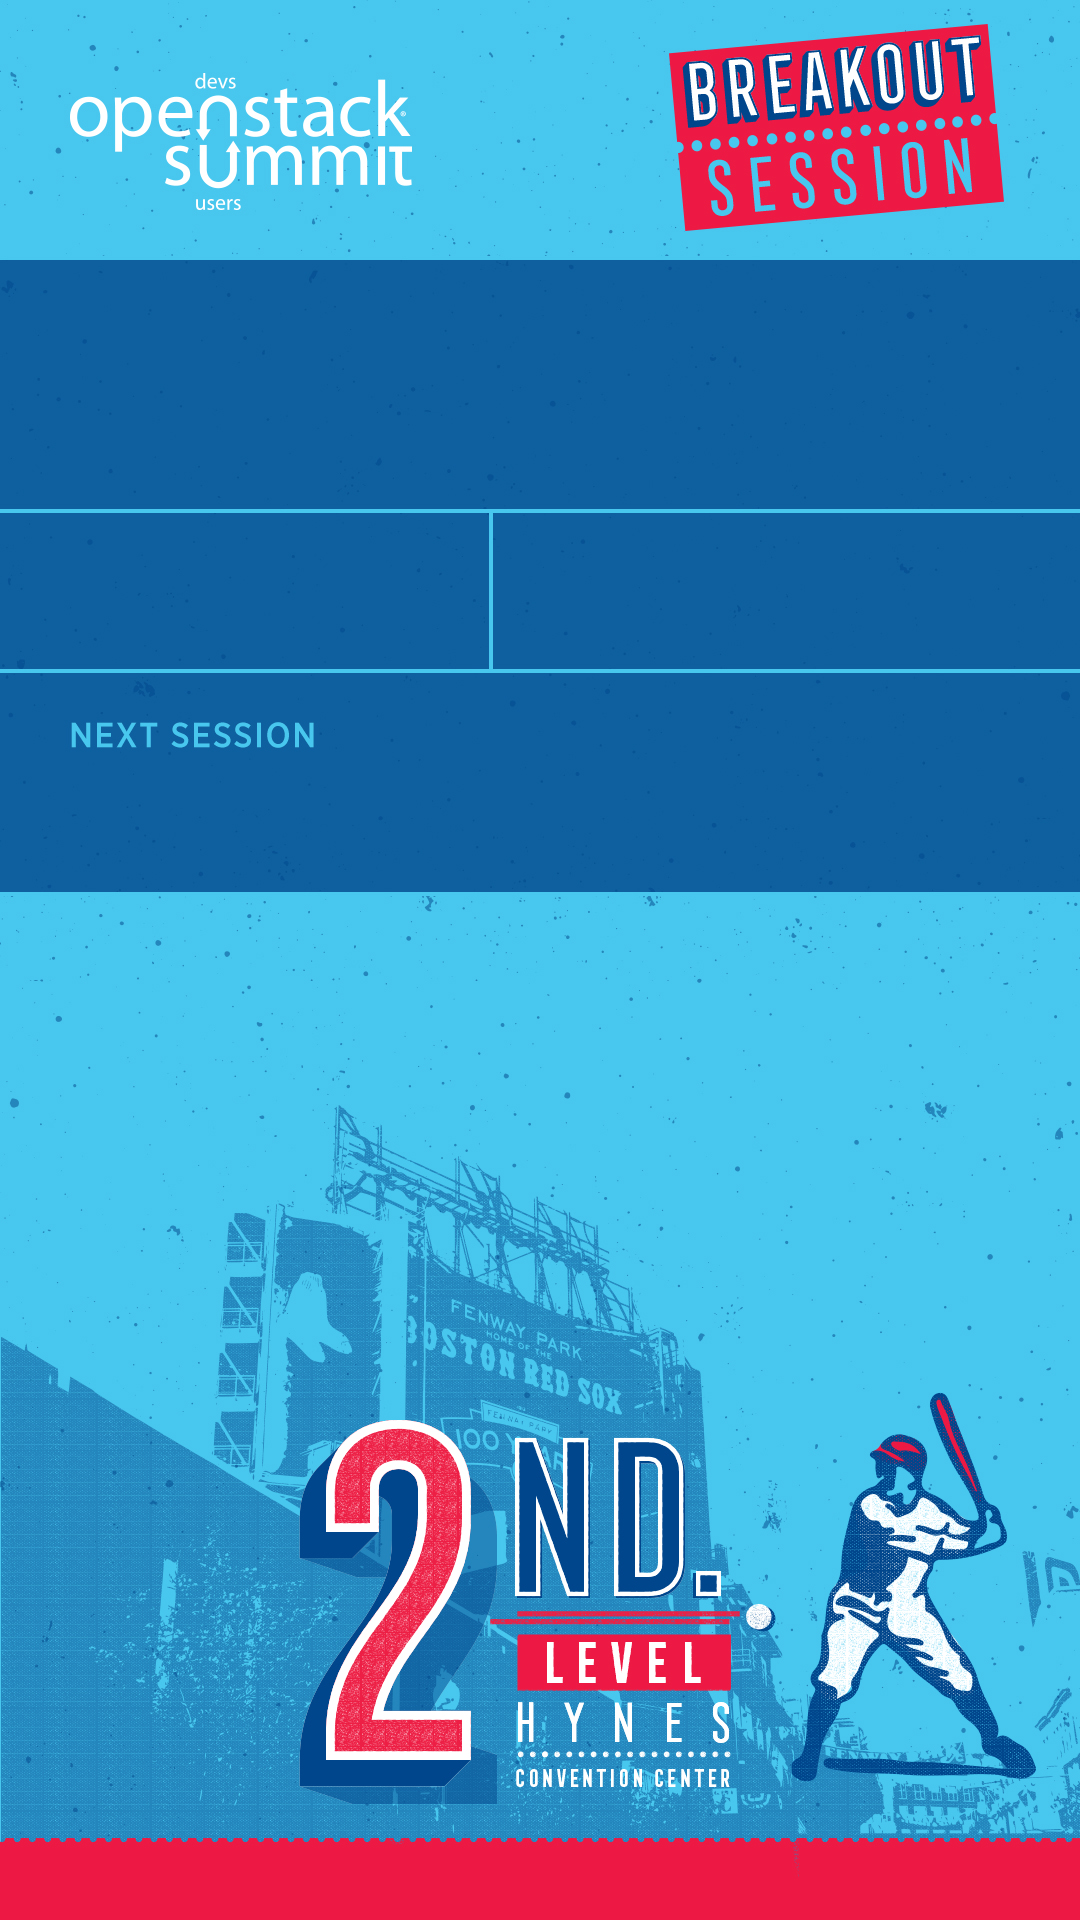 devs
openstack®
summit
users
BREAKOUT
SESSION
NEXT SESSION
FENWAY PARK
HOME OF THE
BOSTON RED SOX
FENWAY PARK
100
2ND.
LEVEL
HYNES
CONVENTION CENTER